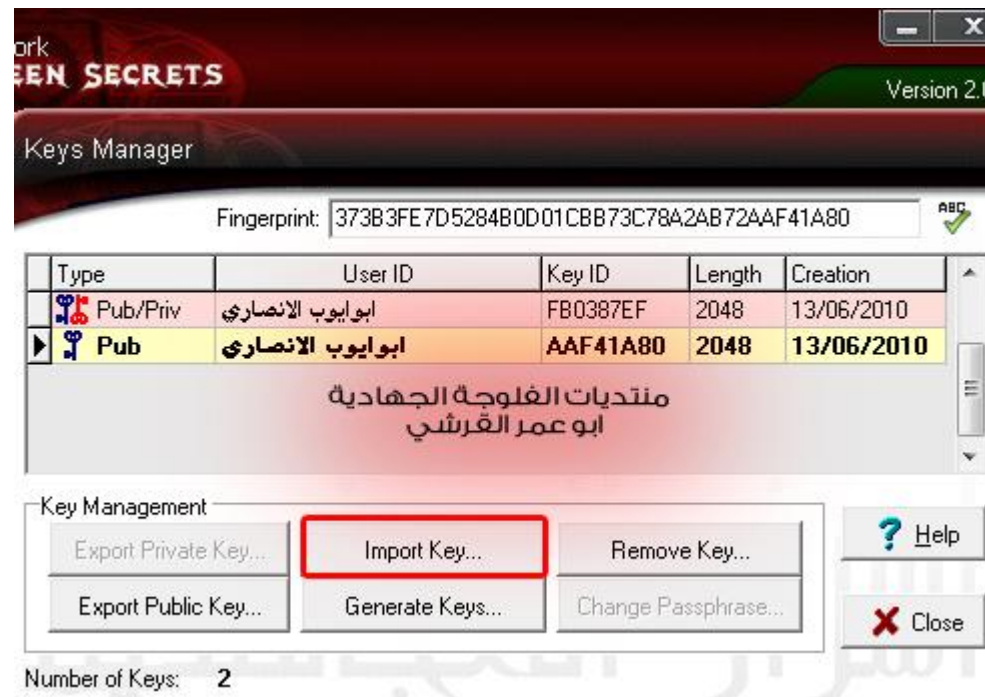 ork
EEN SECRETS
Version 2.
Keys Manager
Fingerprint: 373B3FE7D5284B0D01CBB73C78A2AB72AAF41A80
ABC
Type User ID Key ID Length Creation
Pub/Priv ابوايوب الانصاري FB0387EF 2048 13/06/2010
Pub ابوايوب الانصاري AAF41A80 2048 13/06/2010
منتديات الفلوجة الجهادية
ابو عمر القرشي
Key Management
Export Private Key... Import Key... Remove Key... Help
Export Public Key... Generate Keys... Change Passphrase... Close
Number of Keys: 2